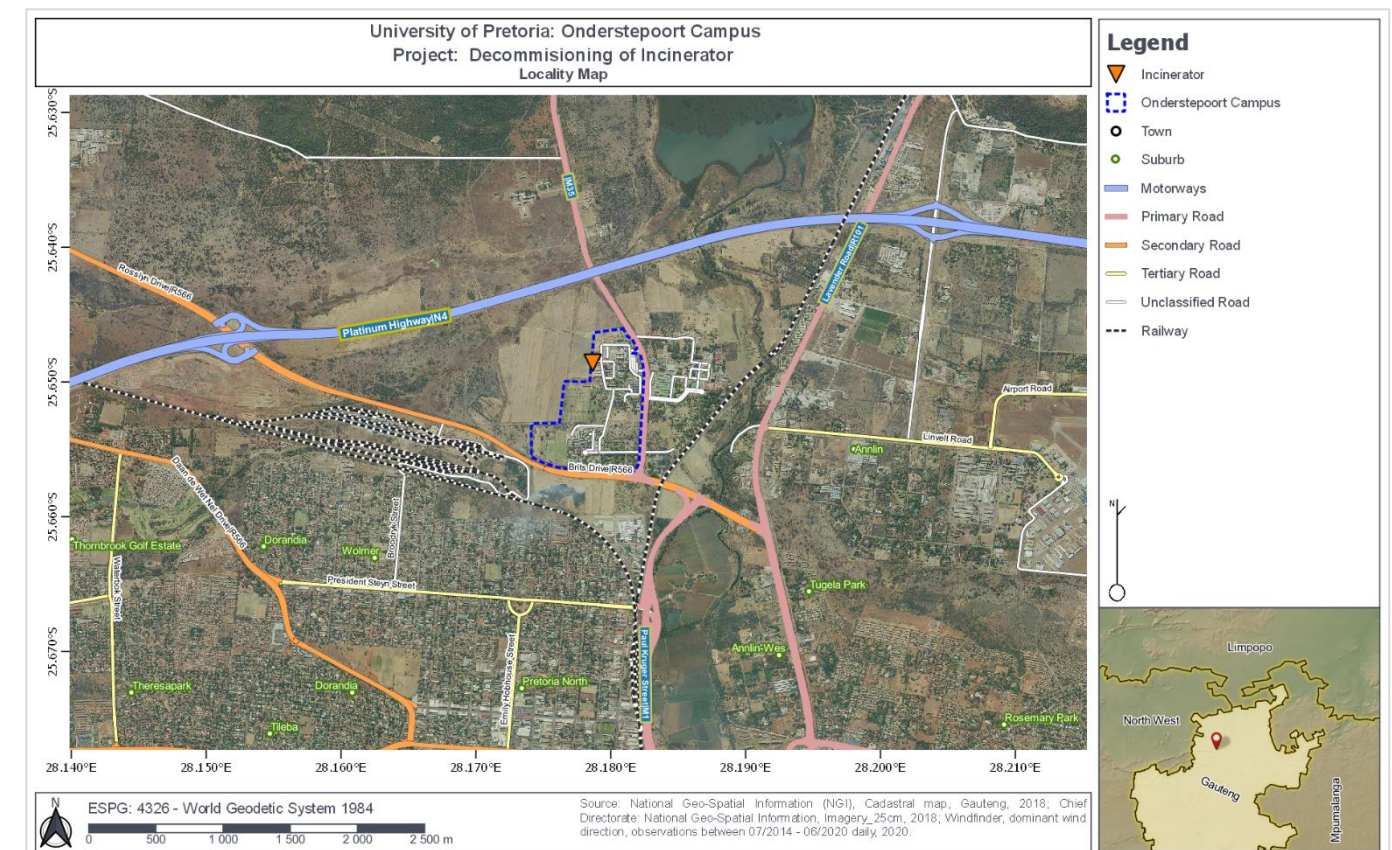 University of Pretoria: Onderstepoort Campus
Project: Decommisioning of Incinerator
Locality Map
25.630°S
25.640°S
25.650°S
25.660°S
25.670°S
M35
Rosslyn Drive|R566
Platinum Highway|N4
Lavender Road|R101
Airport Road
Linvelt Road
Annlin
Brits Drive|R566
Daan de Wet Nel Drive|R566
Thornbrook Golf Estate
Dorandia
Wolmer
Broodryk Street
Waterbok Street
President Steyn Street
Tugela Park
Annlin-Wes
Paul Kruger Street|M1
Emily Hobhouse Street
Theresapark
Dorandia
Pretoria North
Tileba
Rosemary Park
28.140°E
28.150°E
28.160°E
28.170°E
28.180°E
28.190°E
28.200°E
28.210°E
Legend
Incinerator
Onderstepoort Campus
Town
Suburb
Motorways
Primary Road
Secondary Road
Tertiary Road
Unclassified Road
Railway
N
Limpopo
North West
Gauteng
Mpumalanga
N
ESPG: 4326 - World Geodetic System 1984
0 500 1 000 1 500 2 000 2 500 m
Source: National Geo-Spatial Information (NGI), Cadastral map, Gauteng, 2018; Chief
Directorate: National Geo-Spatial Information, Imagery_25cm, 2018; Windfinder, dominant wind
direction, observations between 07/2014 - 06/2020 daily, 2020.